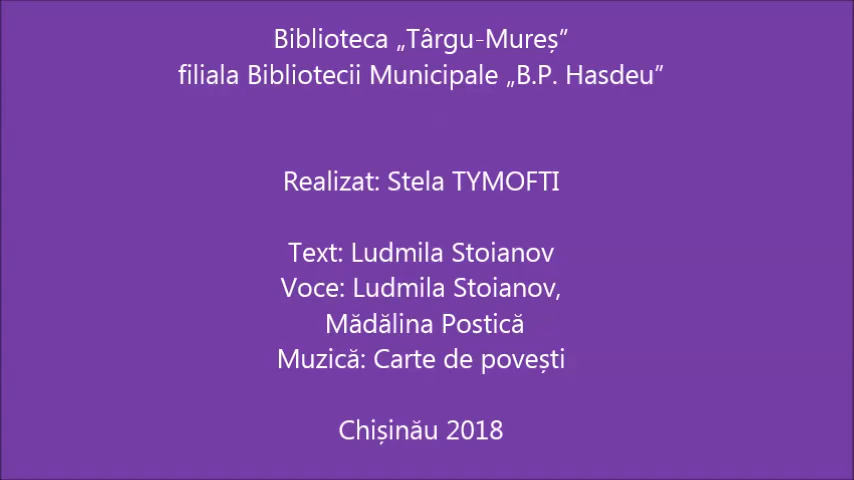 Biblioteca „Târgu-Mureș”
filiala Bibliotecii Municipale „B.P. Hasdeu”
Realizat: Stela TYMOFTI
Text: Ludmila Stoianov
Voce: Ludmila Stoianov,
Mădălina Postică
Muzică: Carte de povești
Chișinău 2018